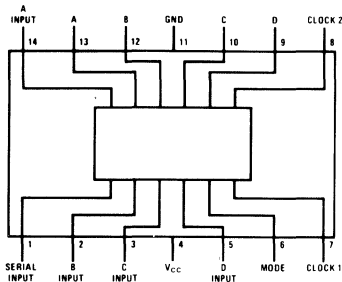 A
INPUT
A
B
GND
C
D
CLOCK 2
14
13
12
11
10
9
8
1
2
3
4
5
6
7
SERIAL
INPUT
B
INPUT
C
INPUT
VCC
D
INPUT
MODE
CLOCK 1